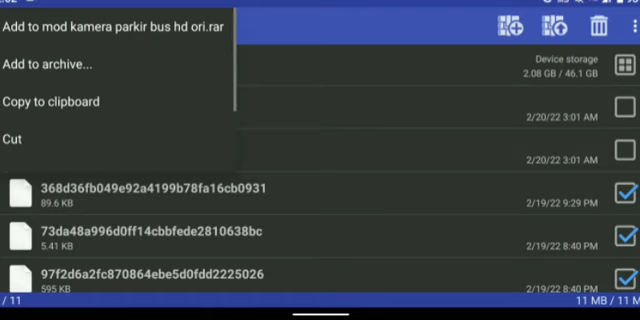 Add to mod kamera parkir bus hd ori.rar
Add to archive...
Copy to clipboard
Cut
Device storage
2.08 GB / 46.1 GB
2/20/22 3:01 AM
2/20/22 3:01 AM
368d36fb049e92a4199b78fa16cb0931
89.6 KB
2/19/22 9:29 PM
73da48a996d0ff14cbbfede2810638bc
5.41 KB
2/19/22 8:40 PM
97f2d6a2fc870864ebe5d0fdd2225026
595 KB
2/19/22 8:40 PM
/ 11
11 MB / 11 M